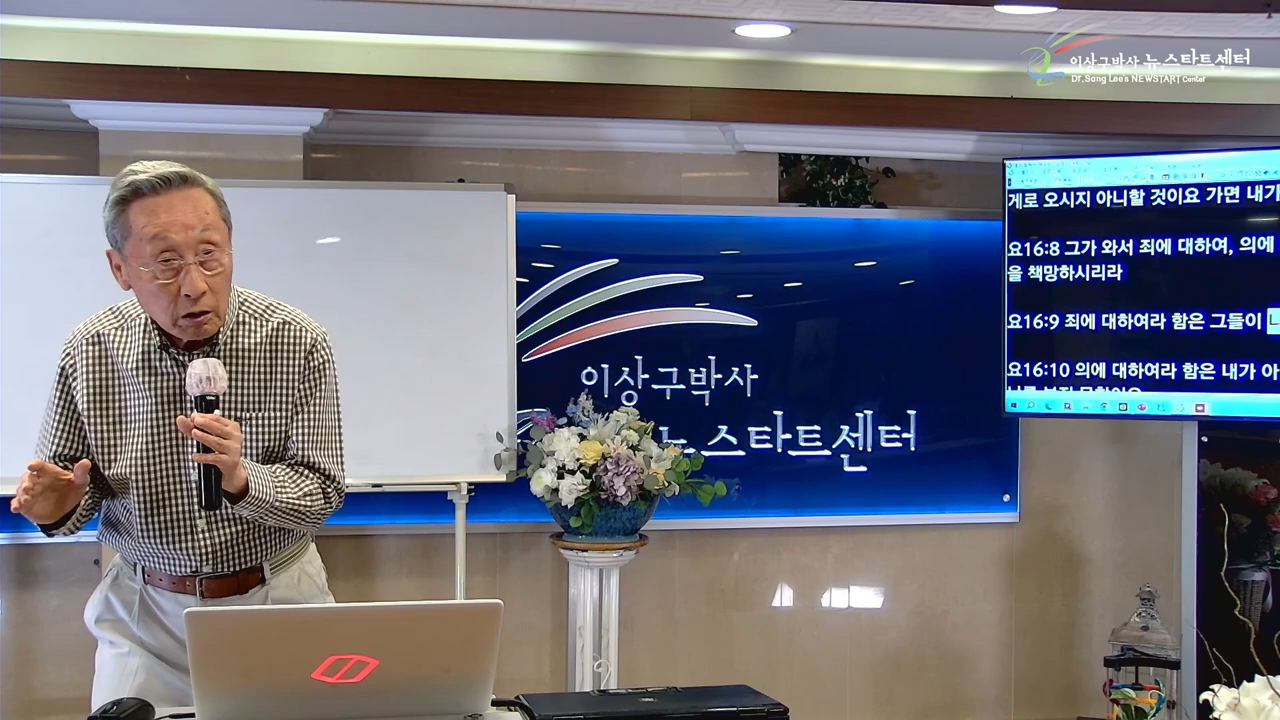 이상구박사 뉴스타트센터
Dr.Sang Lee's NEWSTART Center
게로 오시지 아니할 것이요 가면 내가
요16:8 그가 와서 죄에 대하여, 의에
을 책망하시리라
요16:9 죄에 대하여라 함은 그들이
요16:10 의에 대하여라 함은 내가 아
이상구박사
뉴스타트센터